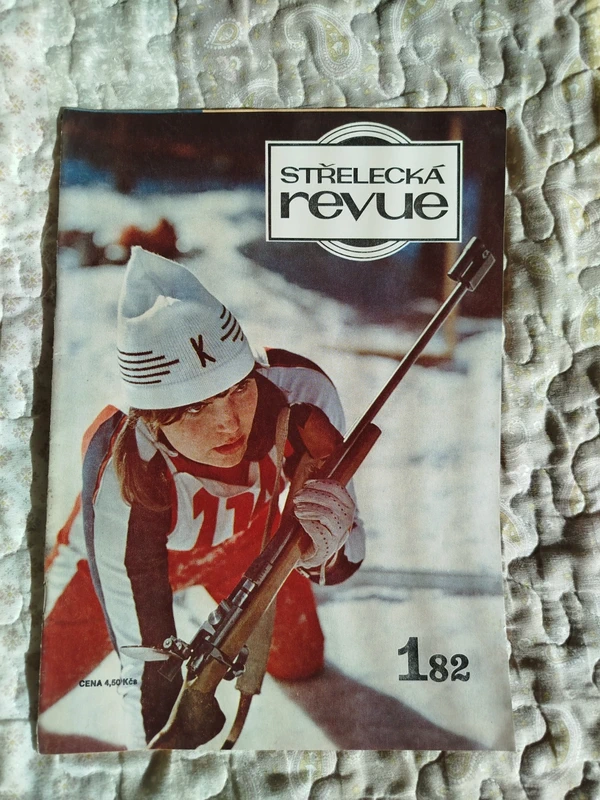 STŘELECKÁ
revue
K
11
CENA 4,50 Kčs
1 82